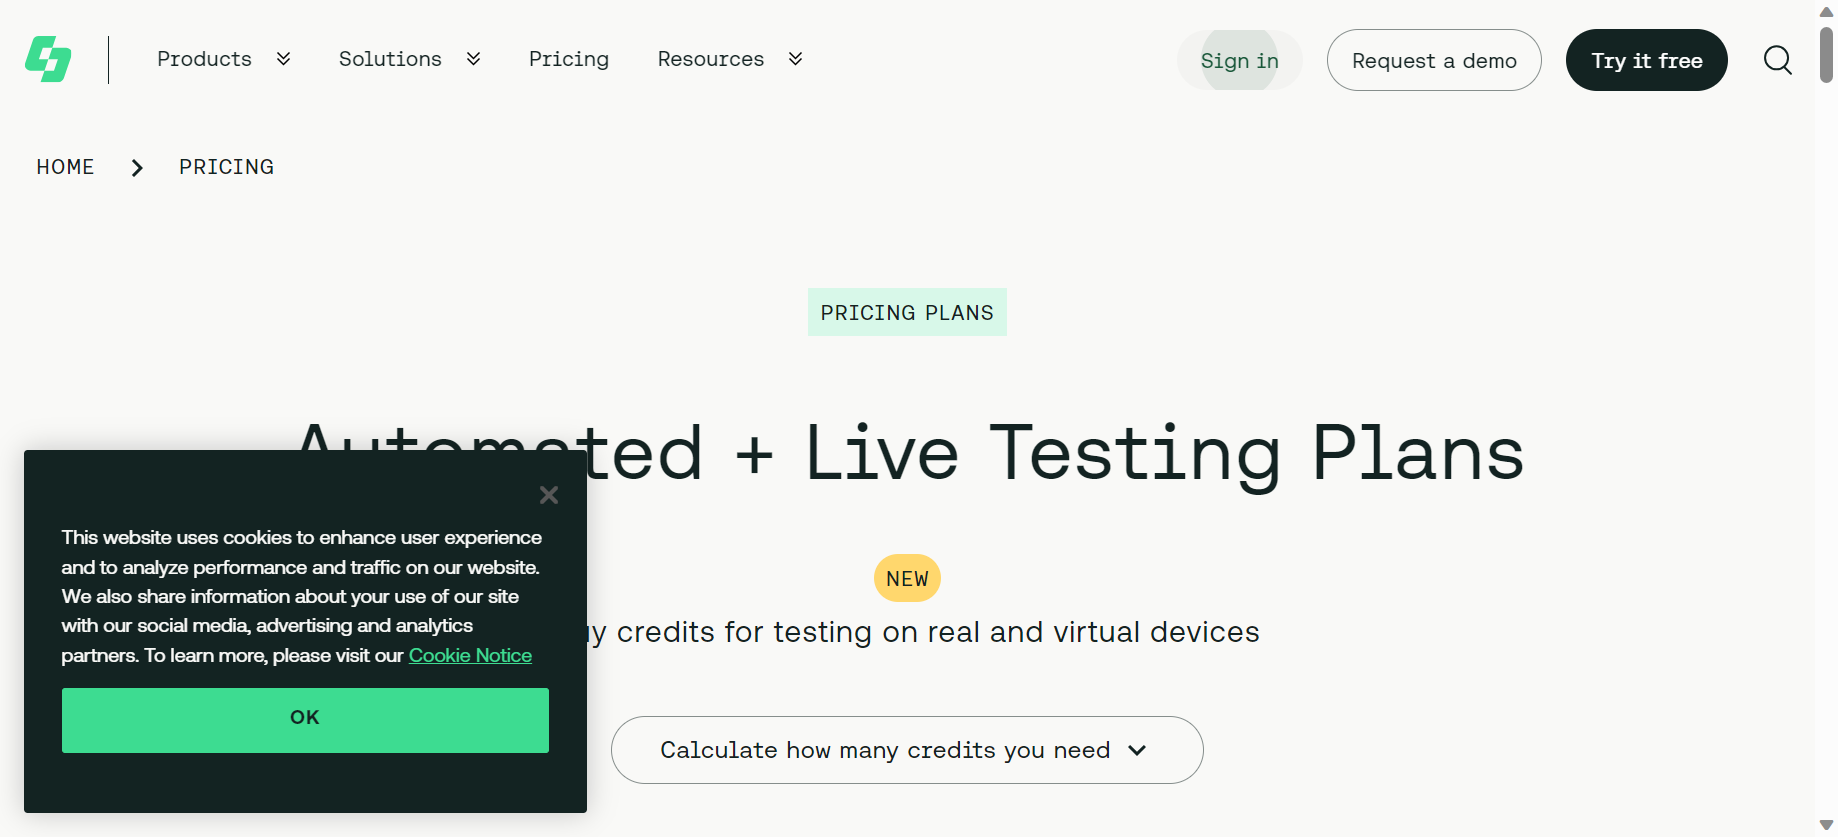 Products Solutions Pricing Resources Sign in Request a demo Try it free
HOME PRICING
PRICING PLANS
Automated + Live Testing Plans
NEW
credits for testing on real and virtual devices
Calculate how many credits you need
This website uses cookies to enhance user experience
and to analyze performance and traffic on our website.
We also share information about your use of our site
with our social media, advertising and analytics
partners. To learn more, please visit our Cookie Notice
OK